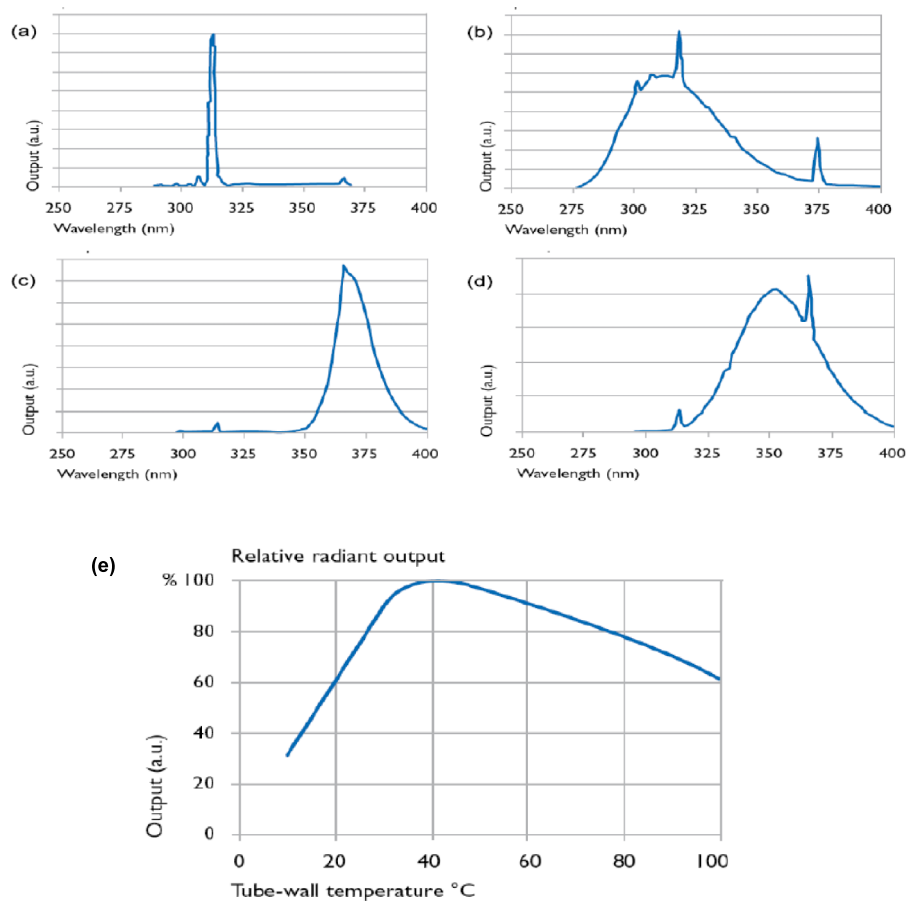 (a)
Output (a.u.)
250 275 300 325 350 375 400
Wavelength (nm)
(b)
Output (a.u.)
250 275 300 325 350 375 400
Wavelength (nm)
(c)
Output (a.u.)
250 275 300 325 350 375 400
Wavelength (nm)
(d)
Output (a.u.)
250 275 300 325 350 375 400
Wavelength (nm)
(e)
Relative radiant output
% 100
80
60
40
20
0
Output (a.u.)
0 20 40 60 80 100
Tube-wall temperature °C